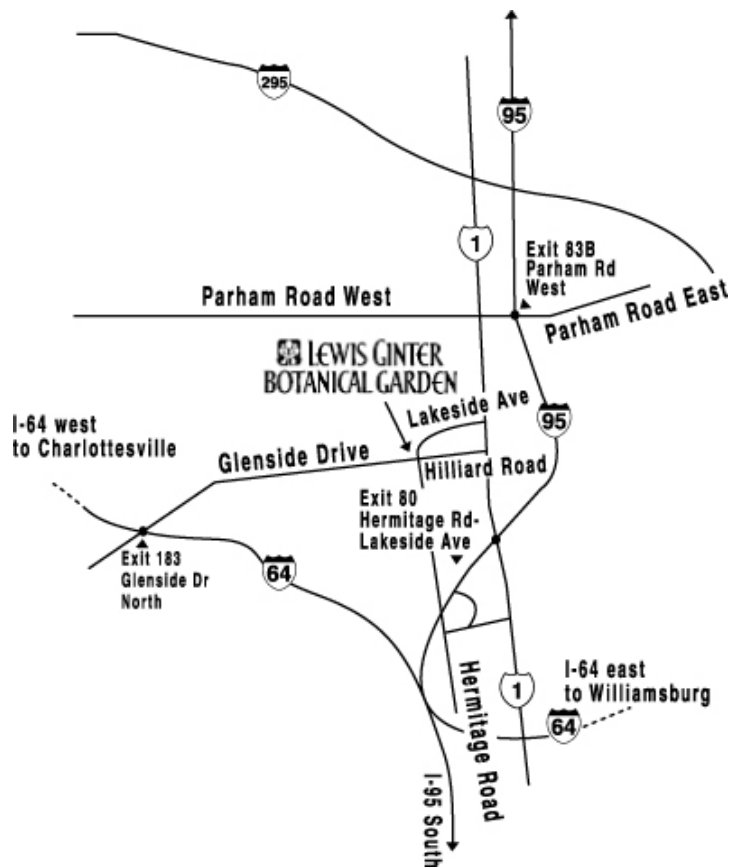 295
95
1
Exit 83B
Parham Rd
West
Parham Road West
Parham Road East
LEWIS GINTER
BOTANICAL GARDEN
Lakeside Ave
95
I-64 west
to Charlottesville
Glenside Drive
Hilliard Road
Exit 80
Hermitage Rd-
Lakeside Ave
Exit 183
Glenside Dr
North
64
Hermitage Road
I-64 east
to Williamsburg
1
64
I-95 South